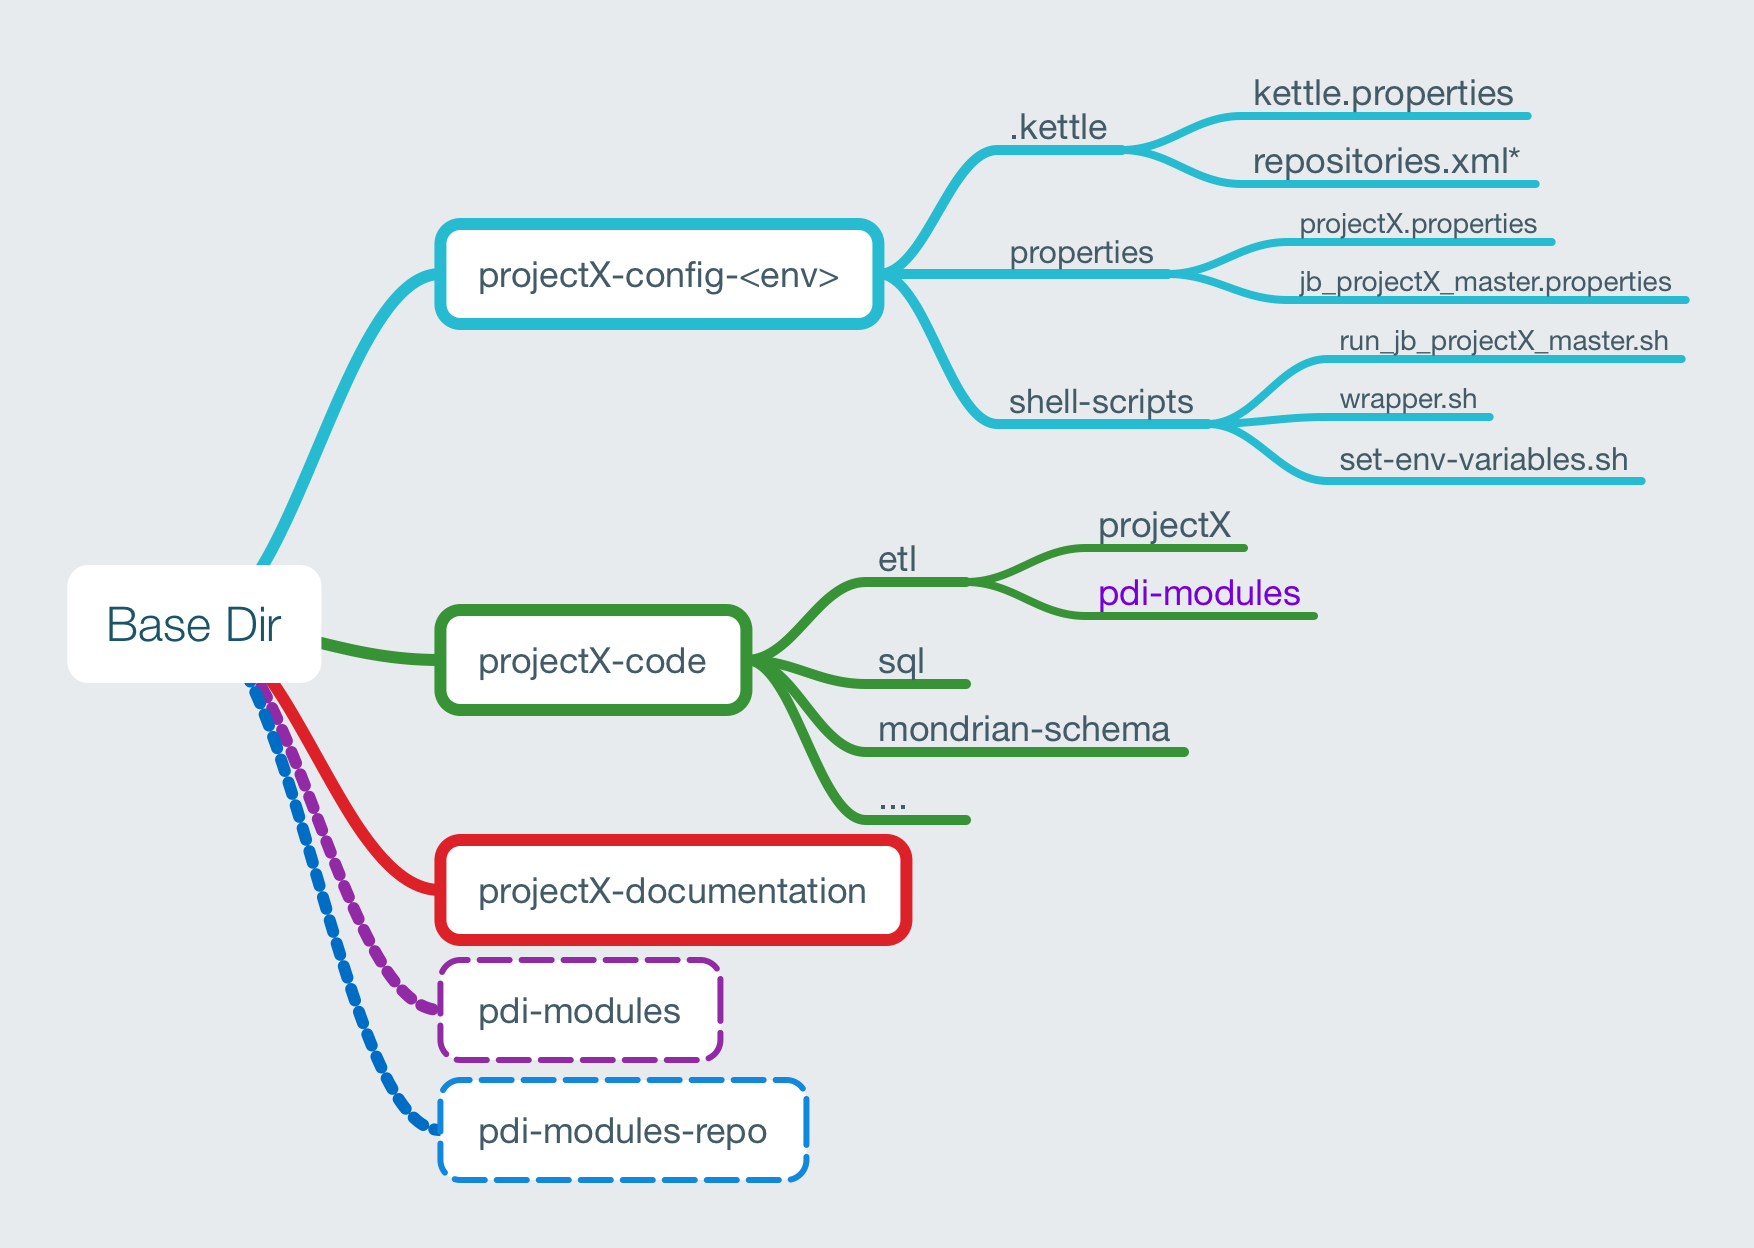 kettle.properties
.kettle
repositories.xml*
projectX.properties
properties
projectX-config-<env>
jb_projectX_master.properties
run_jb_projectX_master.sh
shell-scripts
wrapper.sh
set-env-variables.sh
projectX
etl
pdi-modules
Base Dir
projectX-code
sql
mondrian-schema
...
projectX-documentation
pdi-modules
pdi-modules-repo